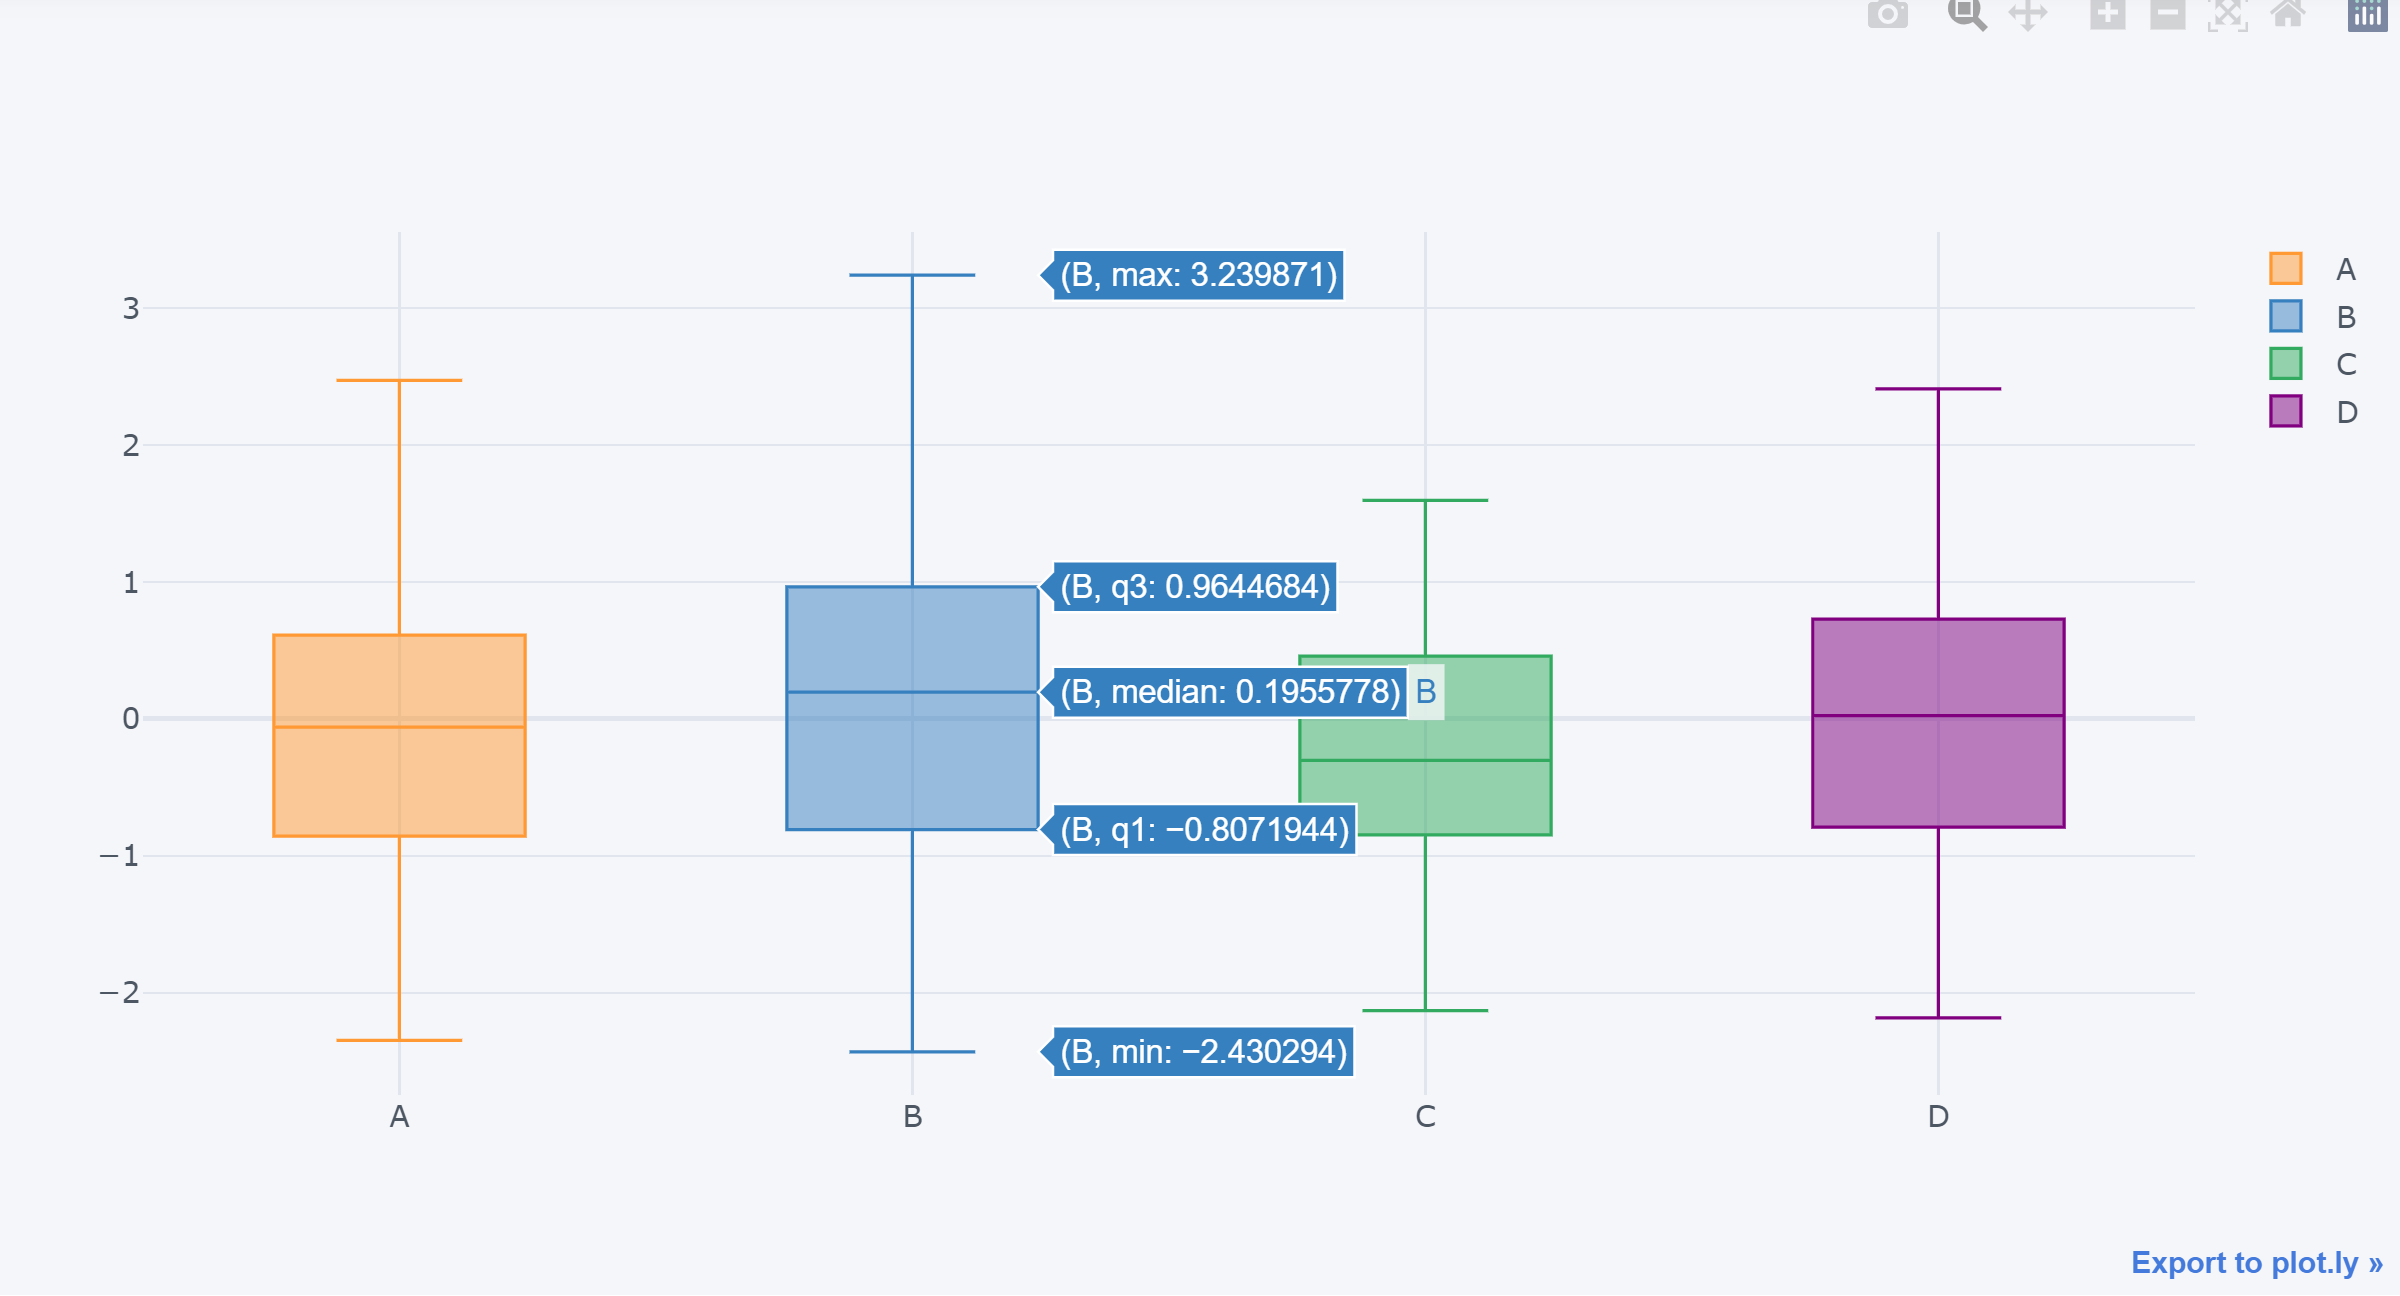 3
2
1
0
−1
−2
A
B
C
D
(B, max: 3.239871)
(B, q3: 0.9644684)
(B, median: 0.1955778) B
(B, q1: −0.8071944)
(B, min: −2.430294)
A
B
C
D
Export to plot.ly »